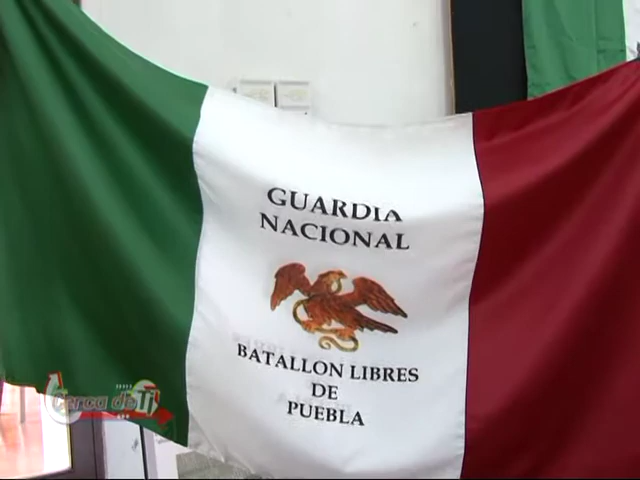 GUARDIA
NACIONAL
BATALLON LIBRES
DE
PUEBLA
Cerca de Ti